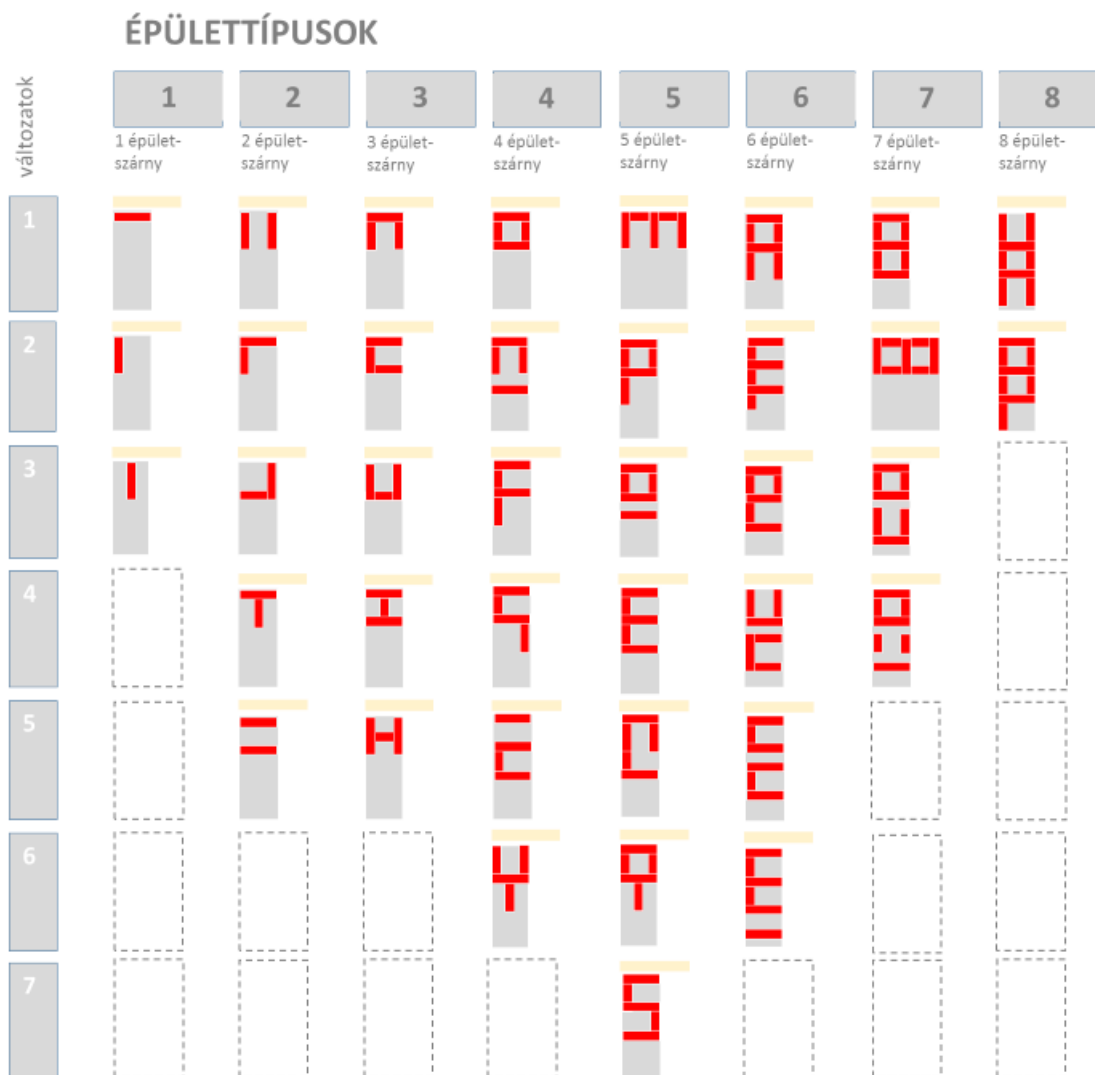 ÉPÜLETTÍPUSOK
változatok
1 2 3 4 5 6 7 8
1 épület- 2 épület- 3 épület- 4 épület- 5 épület- 6 épület- 7 épület- 8 épület-
szárny szárny szárny szárny szárny szárny szárny szárny
1
2
3
4
5
6
7